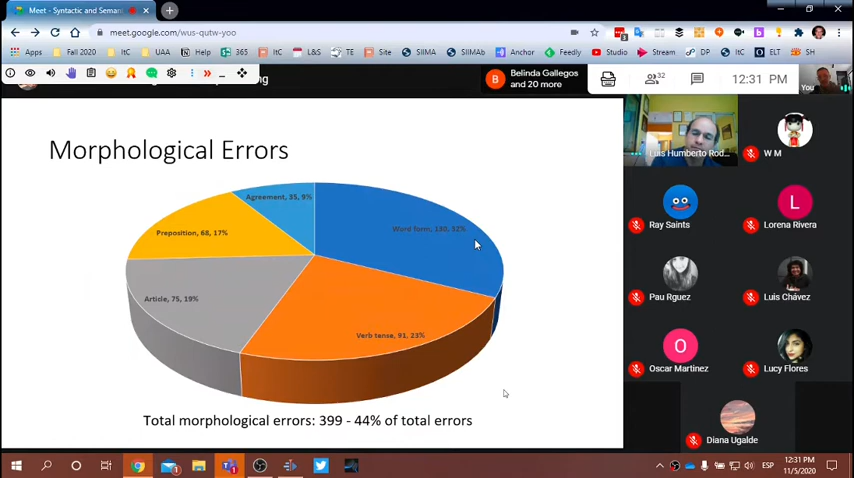 Meet - Syntactic and Semant
meet.google.com/wus-qutw-yoo
Apps
Fall 2020
ItC
UAA
Help
365
ItC
L&S
TE
Site
SIIMA
SIIMAb
Anchor
Feedly
Studio
Stream
DP
ItC
ELT
SH
B
Belinda Gallegos
and 20 more
32
12:31 PM
You
Morphological Errors
Agreement, 35, 9%
Word form, 130, 32%
Preposition, 68, 17%
Article, 75, 19%
Verb tense, 91, 23%
Total morphological errors: 399 - 44% of total errors
Luis Humberto Rod...
W M
Ray Saints
L
Lorena Rivera
Pau Rguez
Luis Chávez
O
Oscar Martinez
Lucy Flores
Diana Ugalde
ESP
12:31 PM
11/5/2020